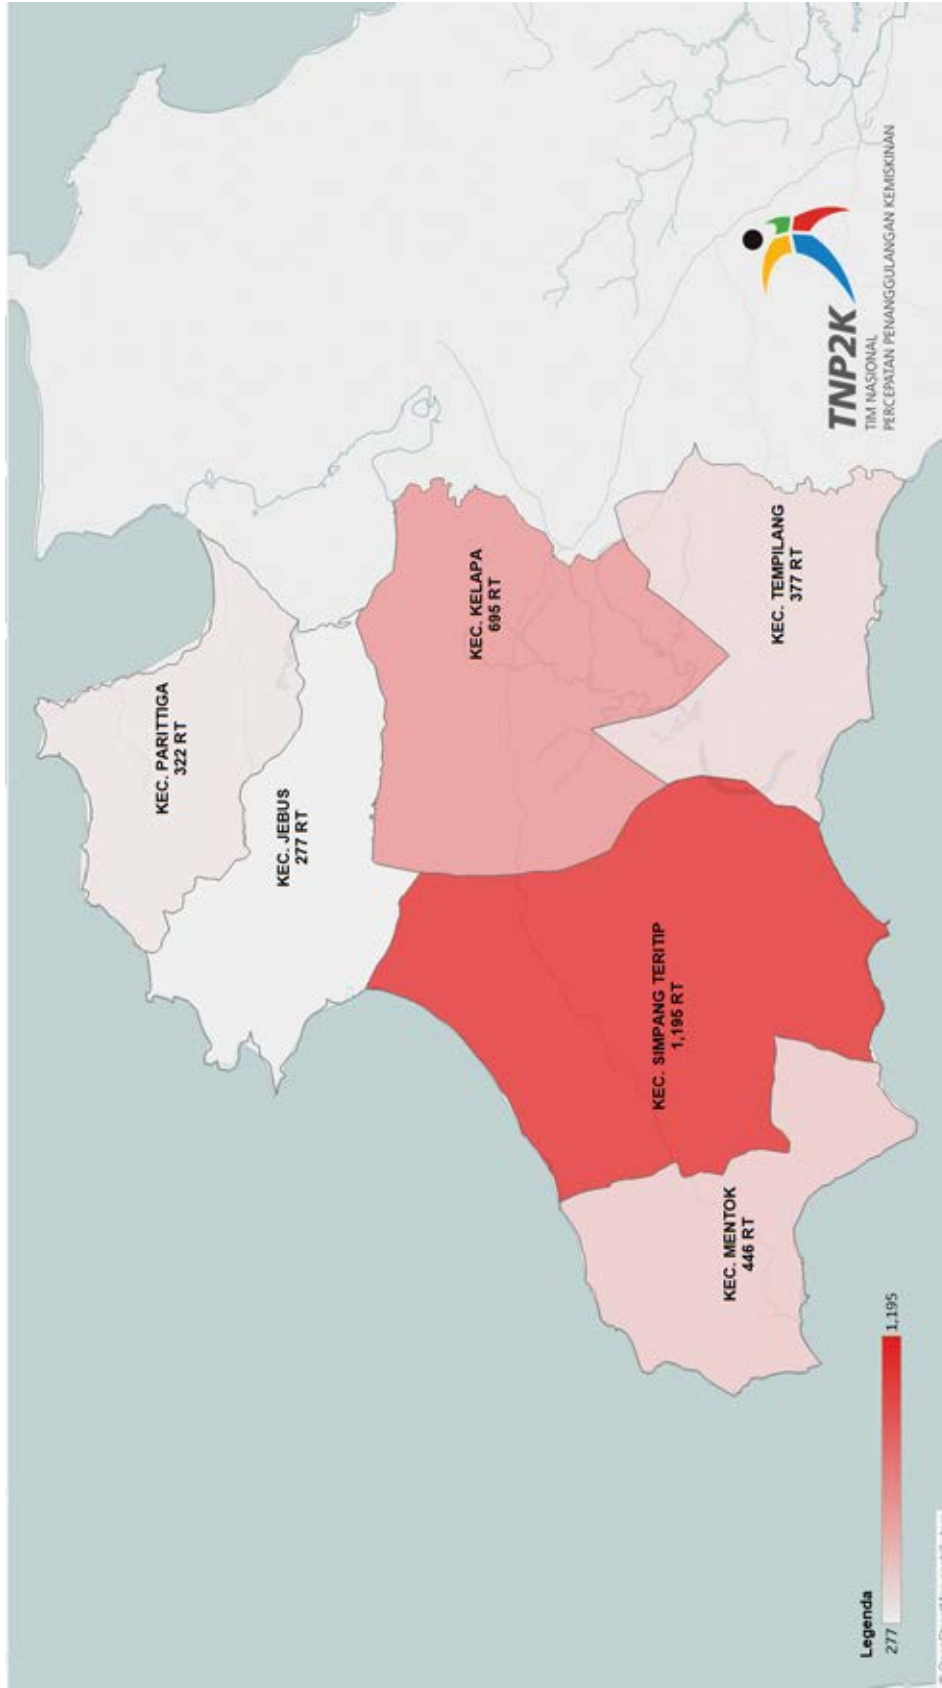 KEC. PARITTIGA
322 RT
KEC. JEBUS
277 RT
KEC. KELAPA
695 RT
KEC. SIMPANG TERITIP
1,195 RT
KEC. MENTOK
446 RT
KEC. TEMPILANG
377 RT
TNP2K
TIM NASIONAL
PERCEPATAN PENANGGULANGAN KEMISKINAN
Legenda
277
1,195